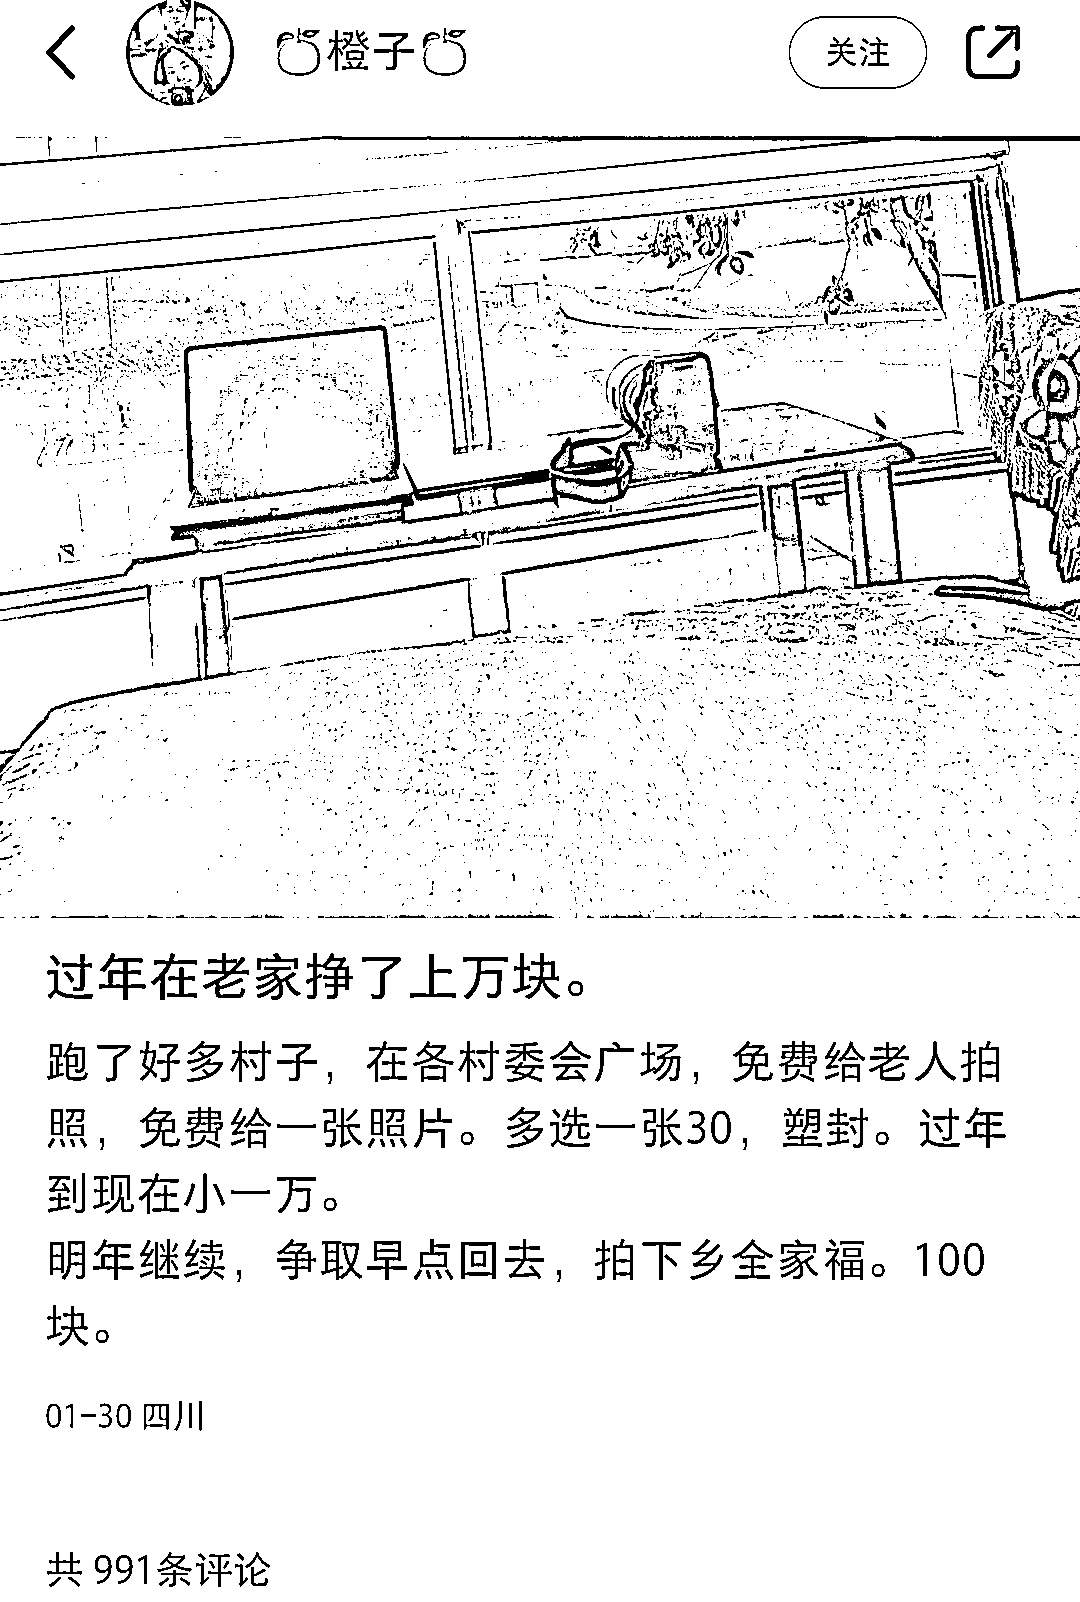 🍊橙子🍊
关注
过年在老家挣了上万块。
跑了好多村子，在各村委会广场，免费给老人拍
照，免费给一张照片。多选一张30，塑封。过年
到现在小一万。
明年继续，争取早点回去，拍下乡全家福。100
块。
01-30 四川
共 991条评论